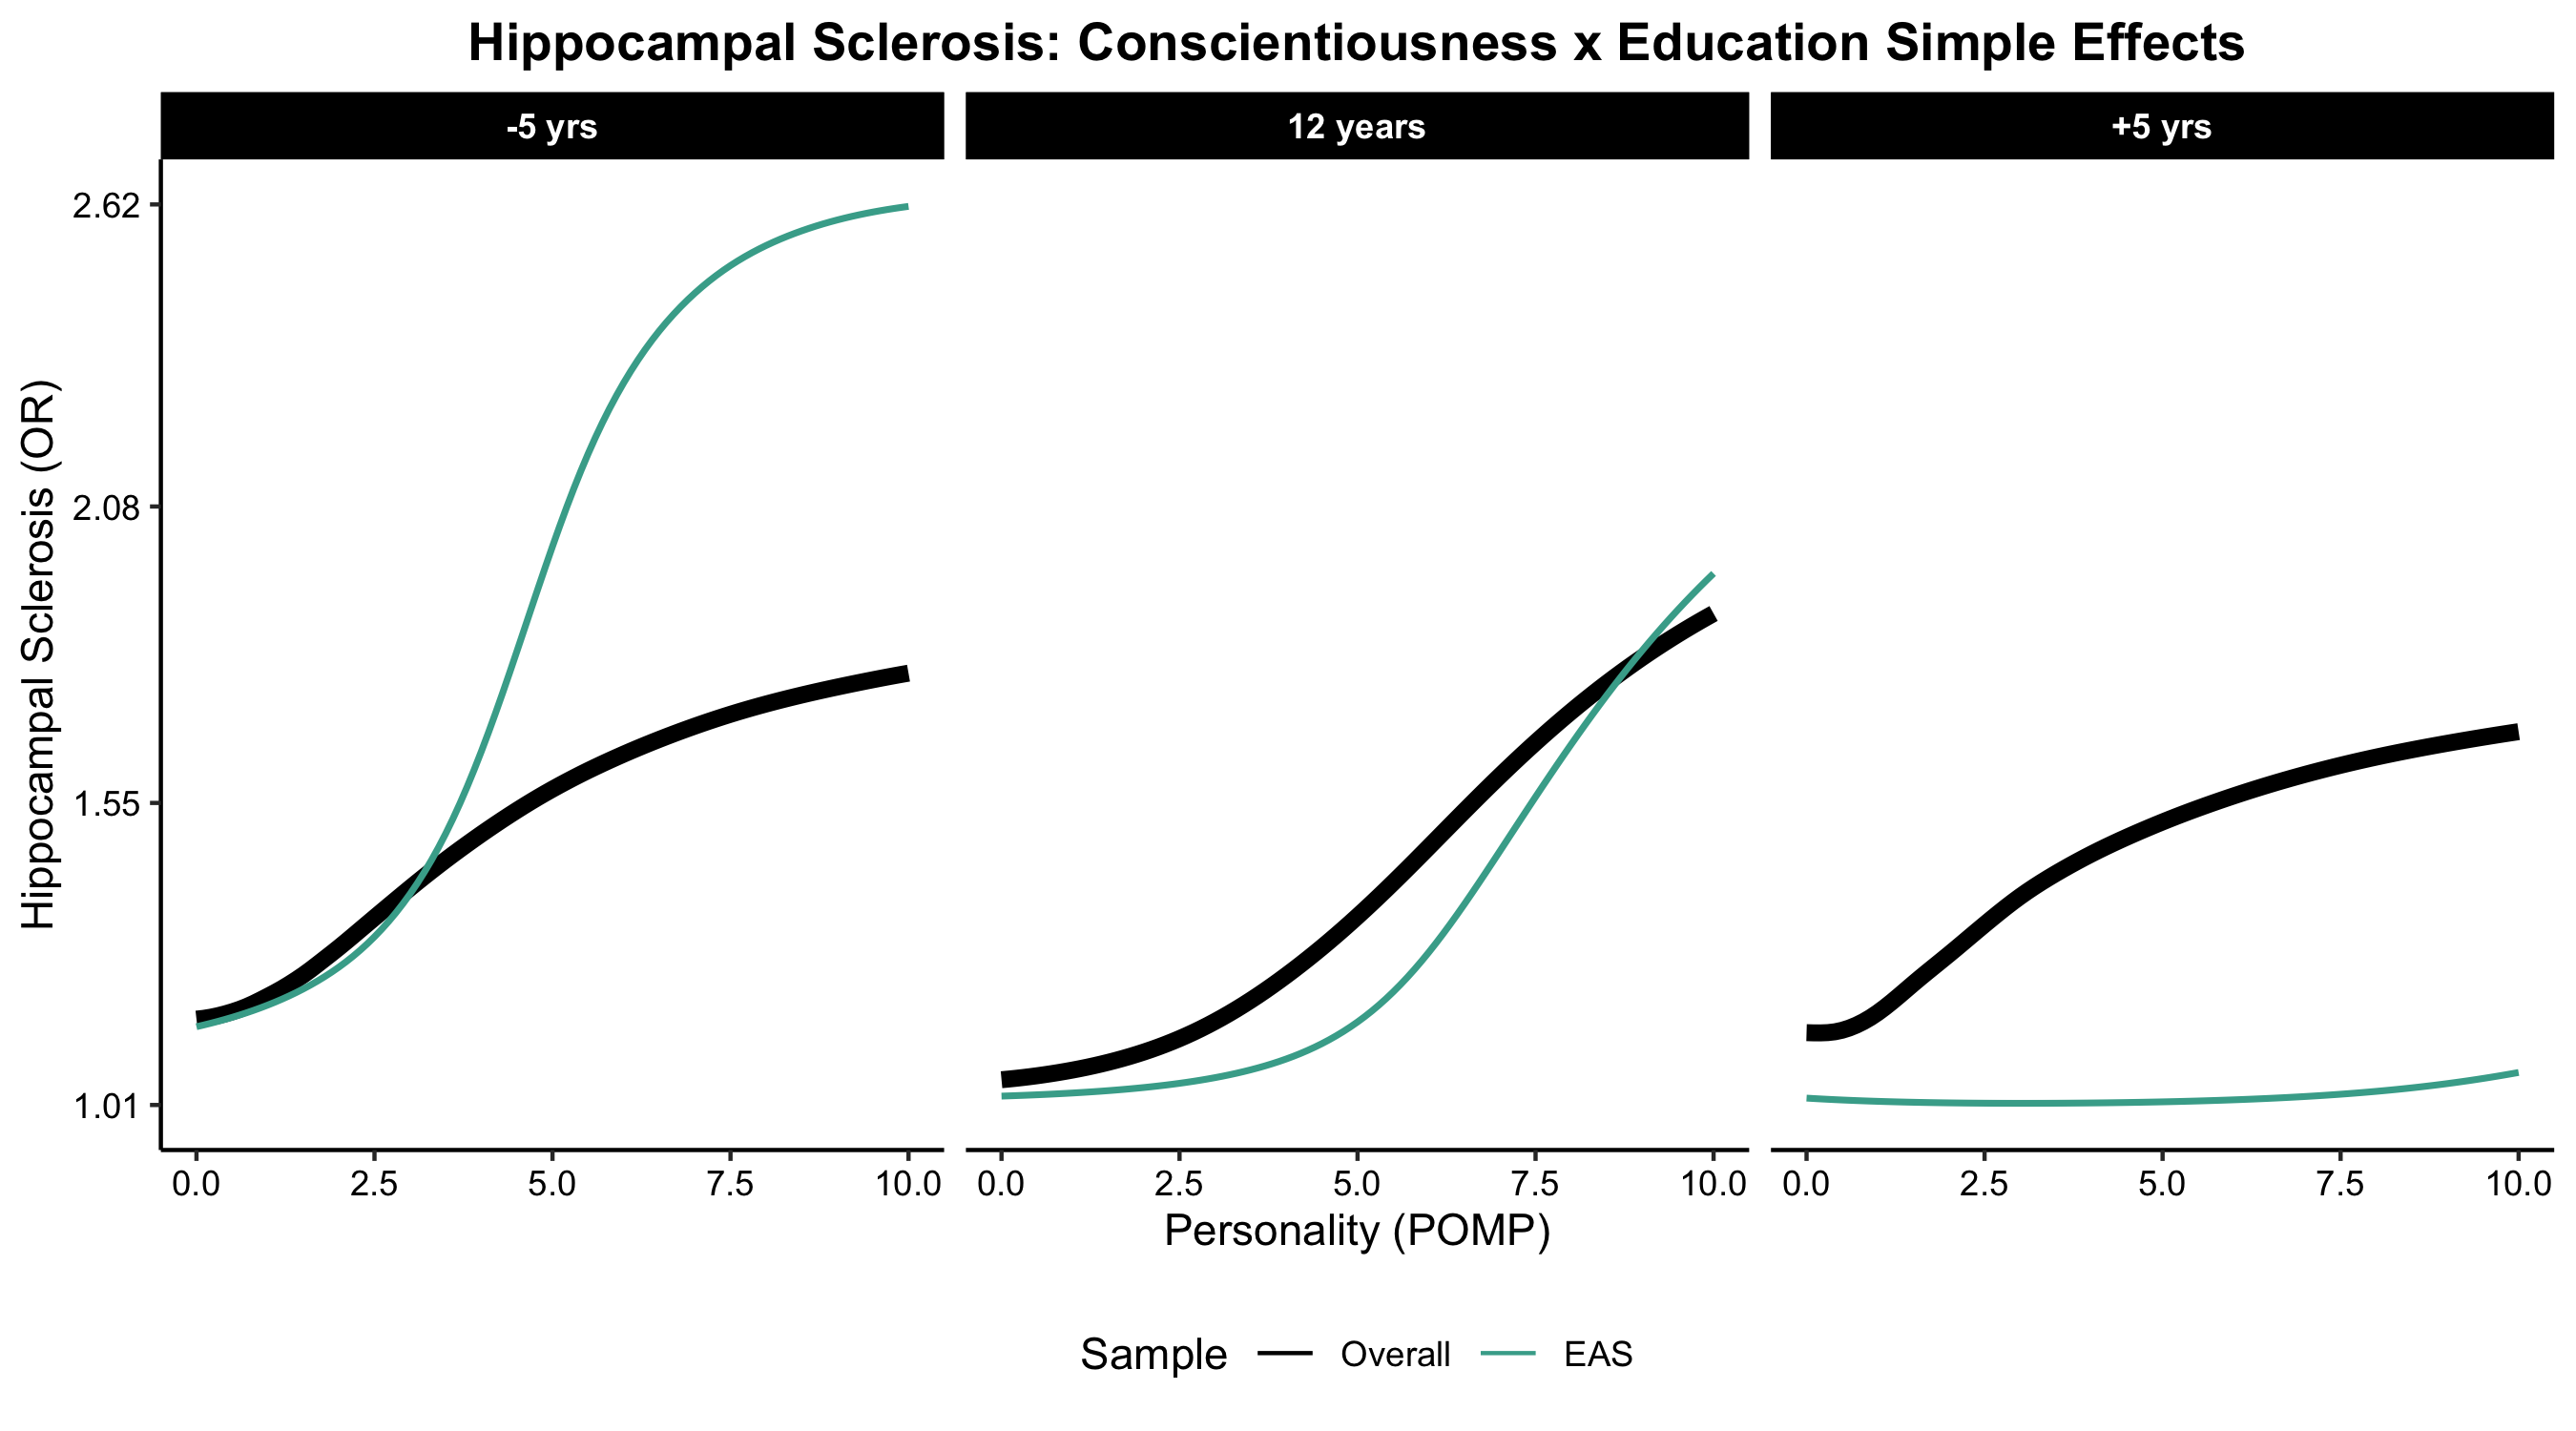 Hippocampal Sclerosis: Conscientiousness x Education Simple Effects
-5 yrs 12 years +5 yrs
Hippocampal Sclerosis (OR)
2.62
2.08
1.55
1.01
0.0 2.5 5.0 7.5 10.0 0.0 2.5 5.0 7.5 10.0 0.0 2.5 5.0 7.5 10.0
Personality (POMP)
Sample Overall EAS